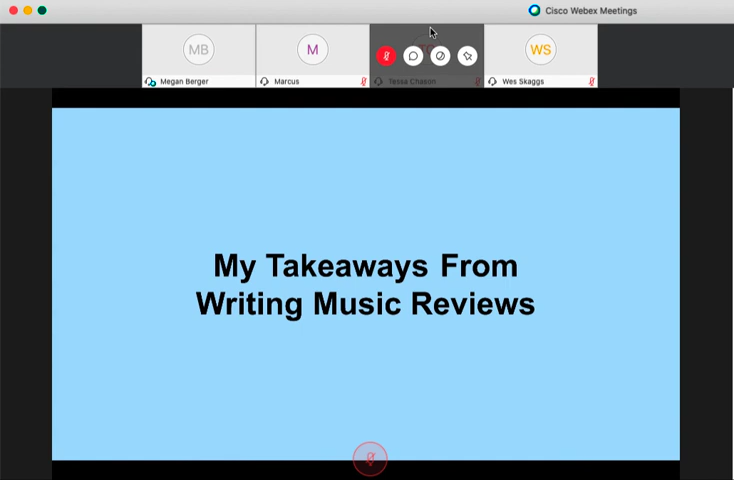 Cisco Webex Meetings
MB
M
WS
Megan Berger
Marcus
Tessa Chason
Wes Skaggs
My Takeaways From
Writing Music Reviews